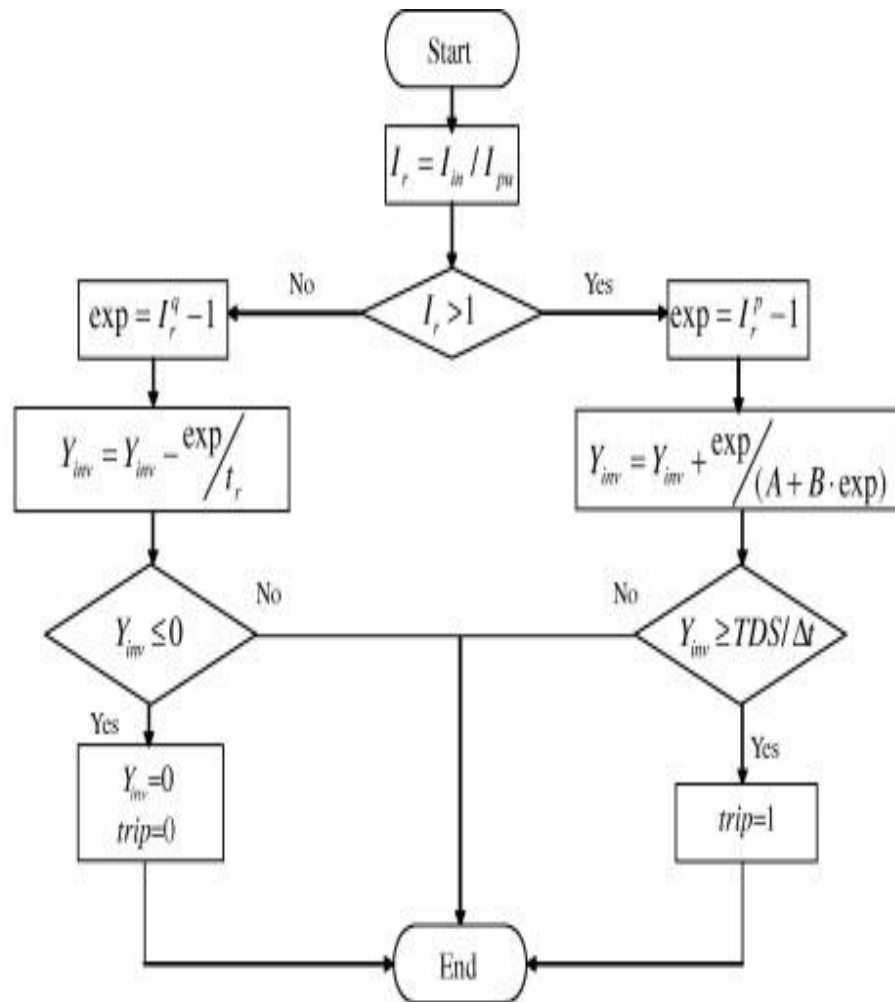 Start
I_r = I_in / I_pu
No
Yes
exp = I_r^q − 1
I_r > 1
exp = I_r^p − 1
Y_inv = Y_inv − exp / t_r
Y_inv = Y_inv + exp / (A + B · exp)
No
No
Y_inv ≤ 0
Y_inv ≥ TDS / Δt
Yes
Yes
Y_inv = 0
trip=0
trip=1
End